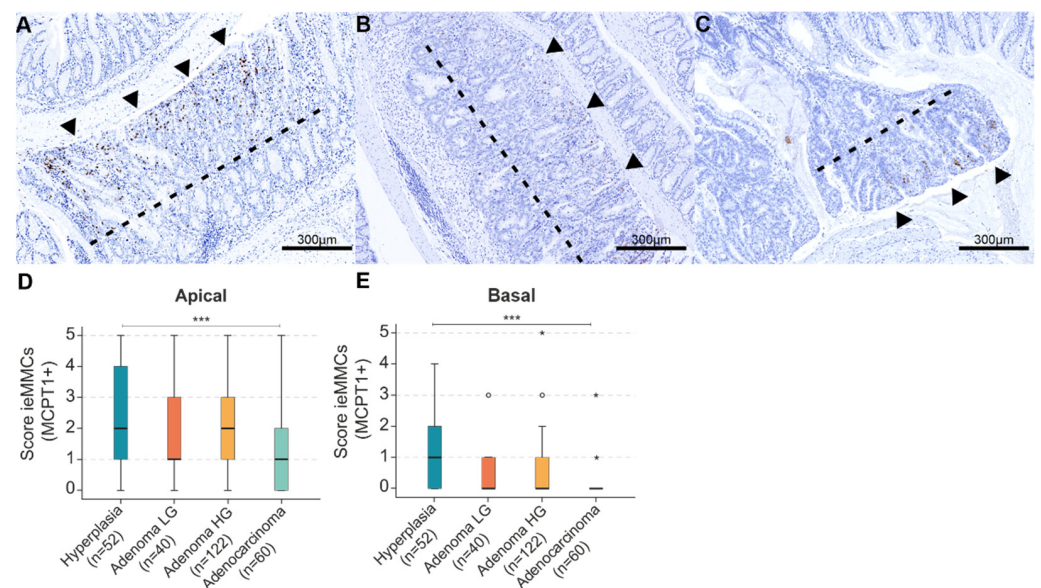 A
B
C
300µm
300µm
300µm
D
Apical
***
Score ieMMCs
(MCPT1+)
5
4
3
2
1
0
Hyperplasia
(n=52)
Adenoma LG
(n=40)
Adenoma HG
(n=122)
Adenocarcinoma
(n=60)
E
Basal
***
Score ieMMCs
(MCPT1+)
5
4
3
2
1
0
Hyperplasia
(n=52)
Adenoma LG
(n=40)
Adenoma HG
(n=122)
Adenocarcinoma
(n=60)